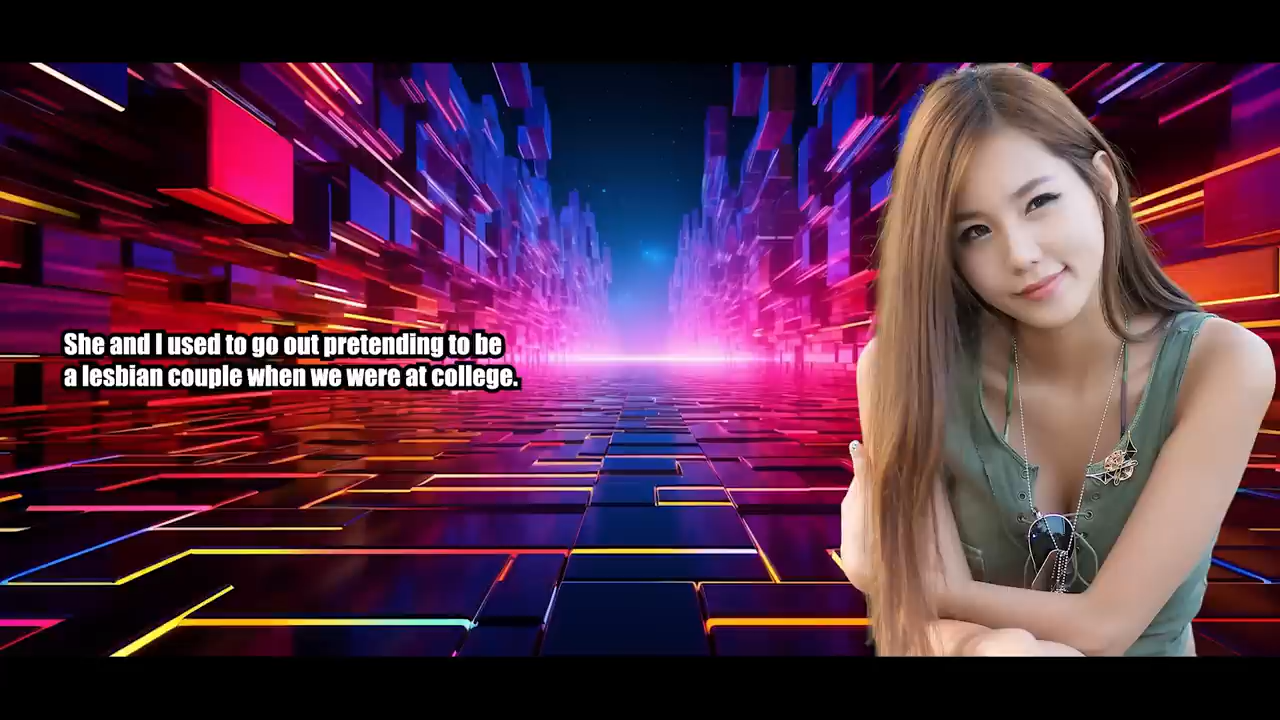 She and I used to go out pretending to be
a lesbian couple when we were at college.